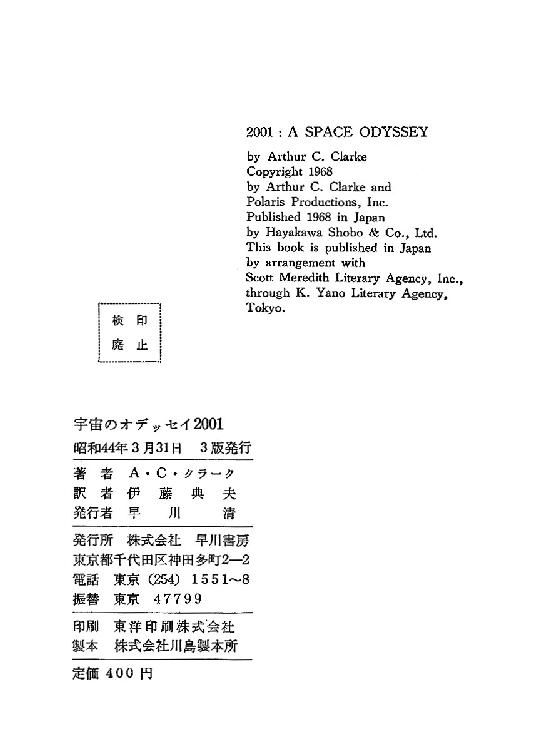 2001 : A SPACE ODYSSEY
by Arthur C. Clarke
Copyright 1968
by Arthur C. Clarke and
Polaris Productions, Inc.
Published 1968 in Japan
by Hayakawa Shobo & Co., Ltd.
This book is published in Japan
by arrangement with
Scott Meredith Literary Agency, Inc.,
through K. Yano Literary Agency,
Tokyo.
検印
廃止
宇宙のオデッセイ2001
昭和44年3月31日 3版発行
著者 A・C・クラーク
訳者 伊藤典夫
発行者 早川清
発行所 株式会社 早川書房
東京都千代田区神田多町2—2
電話 東京 (254) 1551〜8
振替 東京 47799
印刷 東洋印刷株式会社
製本 株式会社川島製本所
定価 400 円